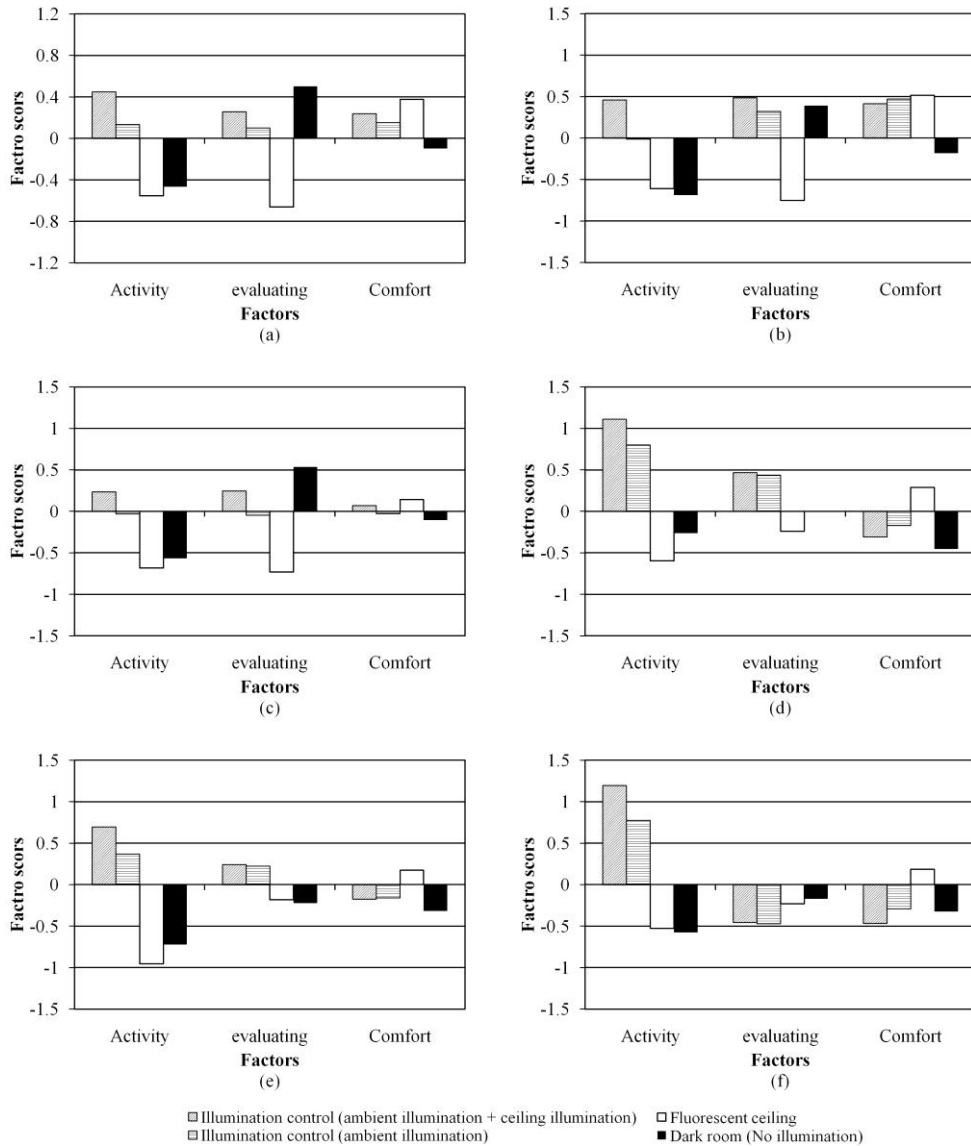 1.2
0.8
0.4
0
-0.4
-0.8
-1.2
Factro scors
Activity evaluating Comfort
Factors
(a)
1.5
1
0.5
0
-0.5
-1
-1.5
Factro scors
Activity evaluating Comfort
Factors
(b)
1.5
1
0.5
0
-0.5
-1
-1.5
Factro scors
Activity evaluating Comfort
Factors
(c)
1.5
1
0.5
0
-0.5
-1
-1.5
Factro scors
Activity evaluating Comfort
Factors
(d)
1.5
1
0.5
0
-0.5
-1
-1.5
Factro scors
Activity evaluating Comfort
Factors
(e)
1.5
1
0.5
0
-0.5
-1
-1.5
Factro scors
Activity evaluating Comfort
Factors
(f)
Illumination control (ambient illumination + ceiling illumination) Fluorescent ceiling
Illumination control (ambient illumination) Dark room (No illumination)